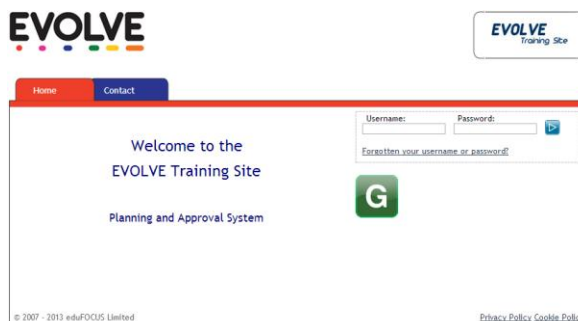 EVOLVE
EVOLVE
Training Site
Home Contact
Username: Password:
Forgotten your username or password?
Welcome to the
EVOLVE Training Site
G
Planning and Approval System
© 2007 - 2013 eduFOCUS Limited
Privacy Policy Cookie Polic